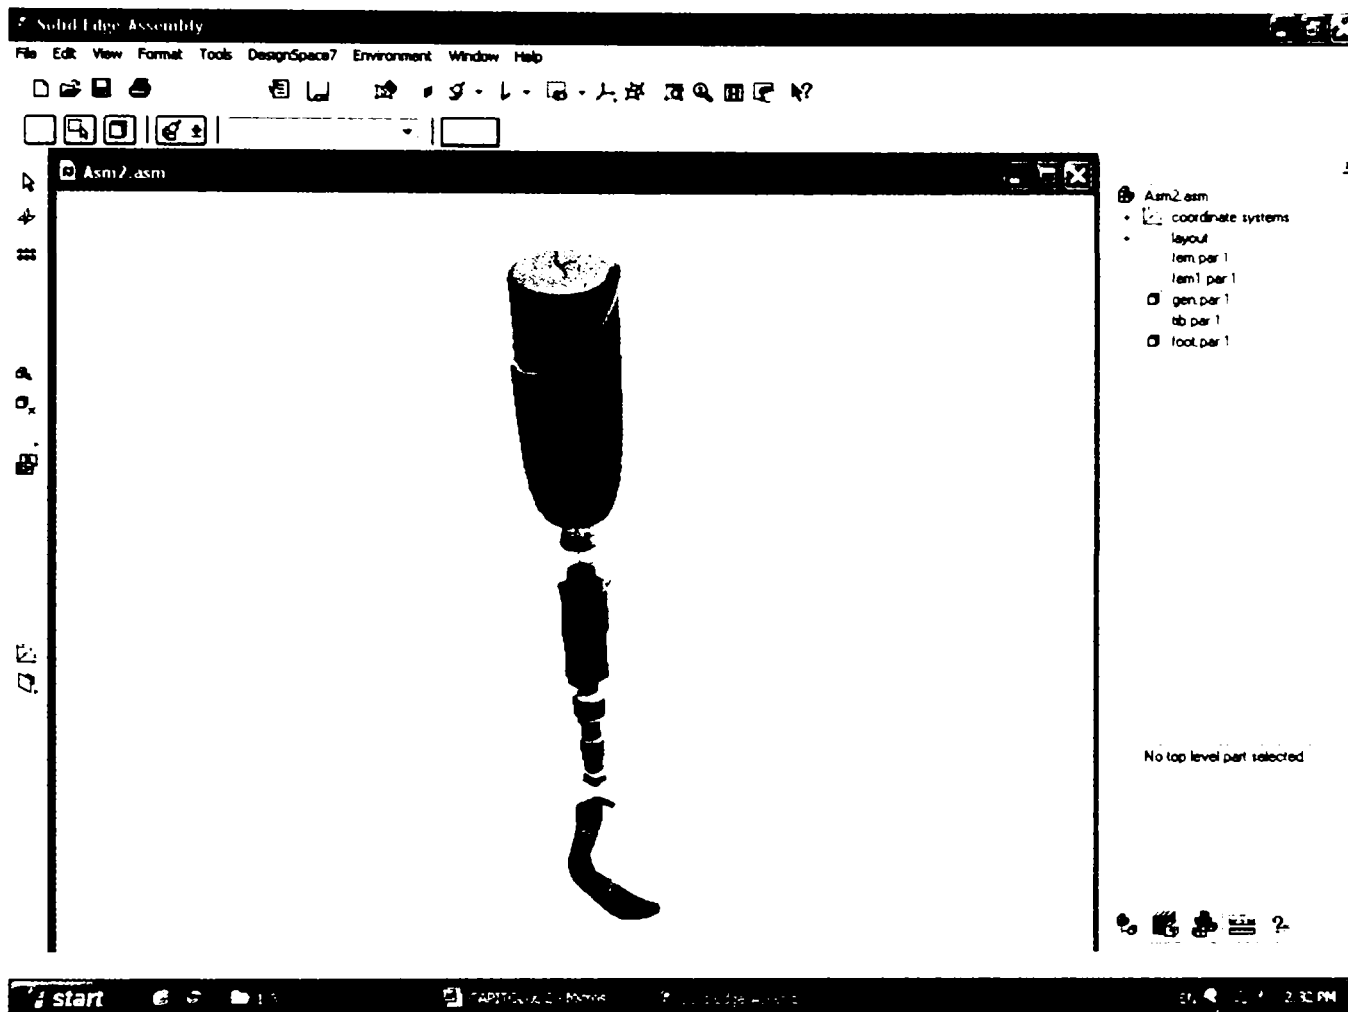 Solid Edge Assembly
File Edit View Format Tools DesignSpace7 Environment Window Help
Asm2.asm
Asm2.asm
coordinate systems
layout
fem.par 1
fem1.par 1
gen.par 1
tib.par 1
foot.par 1
No top level part selected
start
EN 2:32 PM